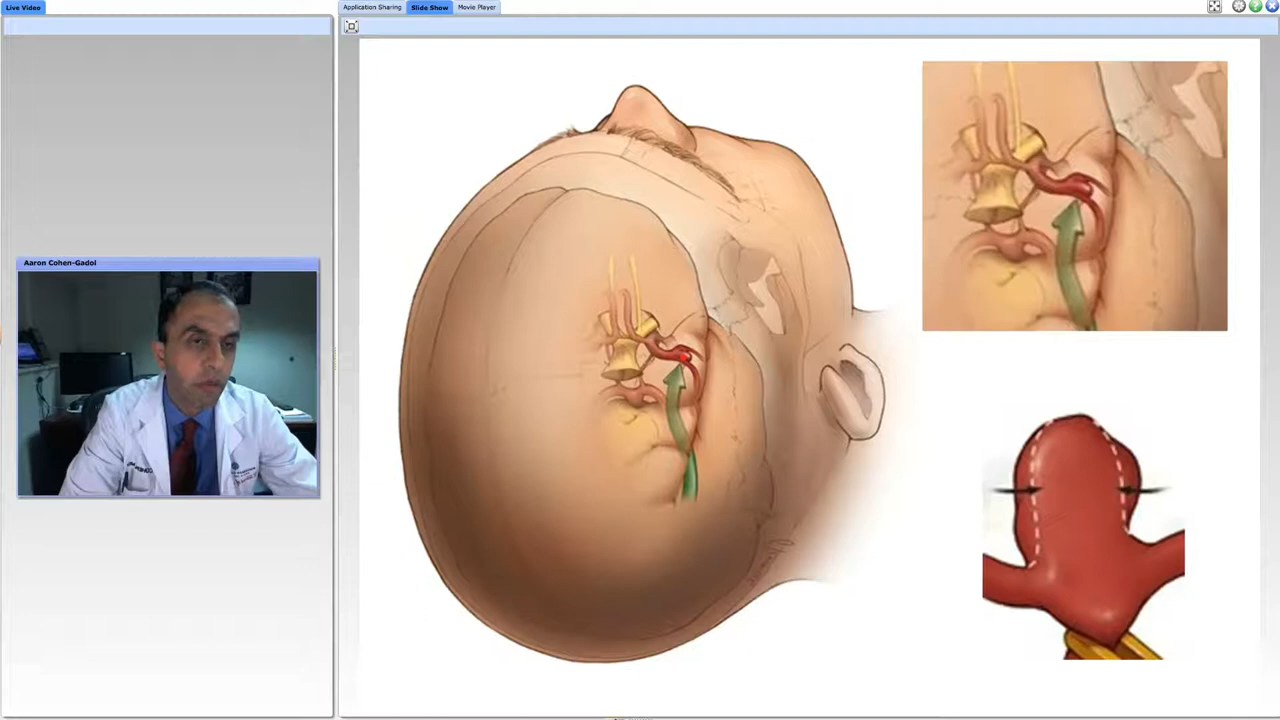 Live Video
Application Sharing
Slide Show
Movie Player
Aaron Cohen-Gadol